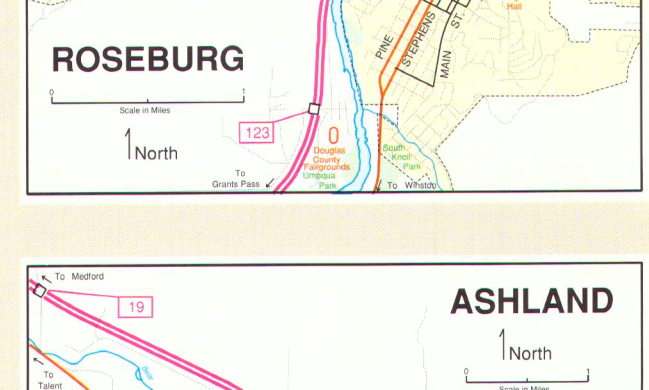 Hall
ST.
PINE
STEPHENS
MAIN
ROSEBURG
0 1
Scale in Miles
123
North
0
Douglas
County
Fairgrounds
Umpqua
Park
South
Knoll
Park
To
Grants Pass
To Winston
To Medford
19
ASHLAND
North
0 1
Scale in Miles
To
Talent
Bear